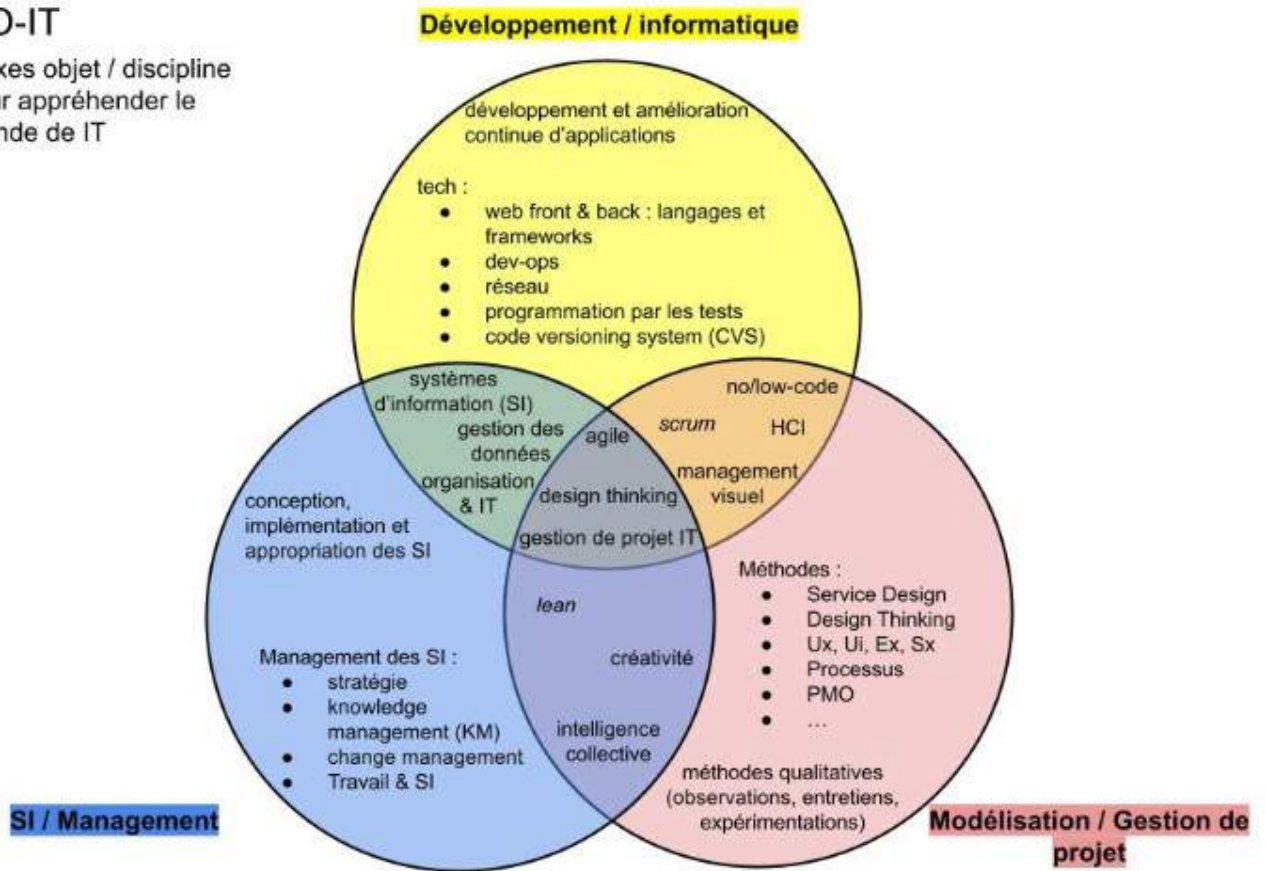 O-IT
xes objet / discipline
ur appréhender le
nde de IT
Développement / informatique
développement et amélioration
continue d'applications
tech :
● web front & back : langages et
frameworks
● dev-ops
● réseau
● programmation par les tests
● code versioning system (CVS)
systèmes
d'information (SI)
gestion des
données
organisation
& IT
agile
design thinking
gestion de projet IT
no/low-code
scrum HCI
management
visuel
conception,
implémentation et
appropriation des SI
Management des SI :
● stratégie
● knowledge
management (KM)
● change management
● Travail & SI
lean
créativité
intelligence
collective
Méthodes :
● Service Design
● Design Thinking
● Ux, Ui, Ex, Sx
● Processus
● PMO
● ...
méthodes qualitatives
(observations, entretiens,
expérimentations)
SI / Management
Modélisation / Gestion de
projet